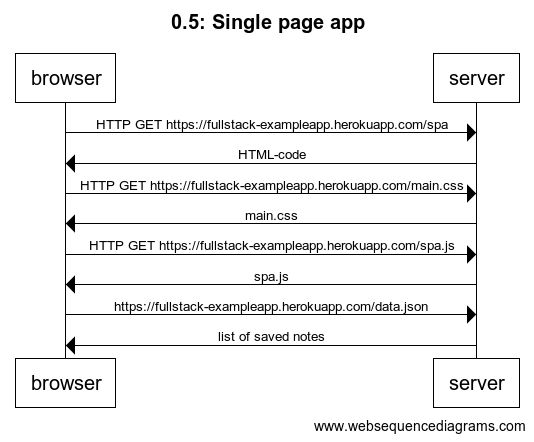 0.5: Single page app
browser
server
HTTP GET https://fullstack-exampleapp.herokuapp.com/spa
HTML-code
HTTP GET https://fullstack-exampleapp.herokuapp.com/main.css
main.css
HTTP GET https://fullstack-exampleapp.herokuapp.com/spa.js
spa.js
https://fullstack-exampleapp.herokuapp.com/data.json
list of saved notes
browser
server
www.websequencediagrams.com